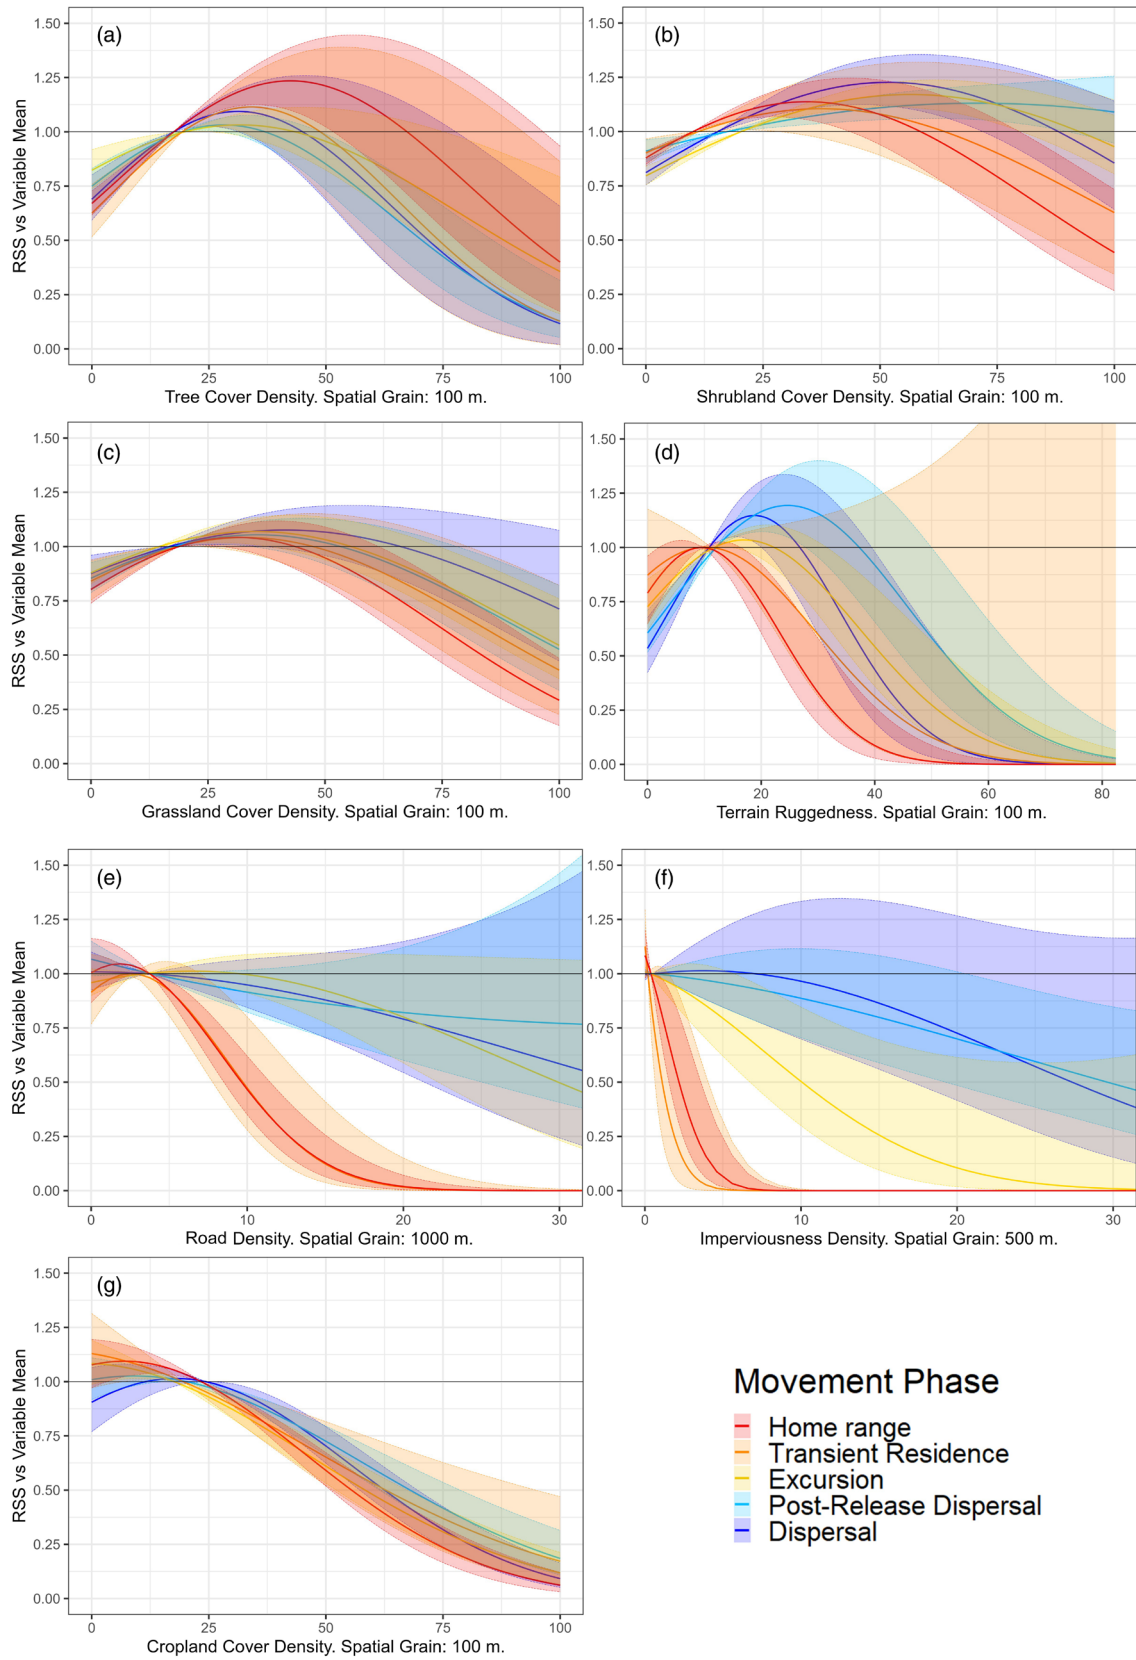 (a)
RSS vs Variable Mean
1.50
1.25
1.00
0.75
0.50
0.25
0.00
0 25 50 75 100
Tree Cover Density. Spatial Grain: 100 m.
(b)
1.50
1.25
1.00
0.75
0.50
0.25
0.00
0 25 50 75 100
Shrubland Cover Density. Spatial Grain: 100 m.
(c)
RSS vs Variable Mean
1.50
1.25
1.00
0.75
0.50
0.25
0.00
0 25 50 75 100
Grassland Cover Density. Spatial Grain: 100 m.
(d)
1.50
1.25
1.00
0.75
0.50
0.25
0.00
0 20 40 60 80
Terrain Ruggedness. Spatial Grain: 100 m.
(e)
RSS vs Variable Mean
1.50
1.25
1.00
0.75
0.50
0.25
0.00
0 10 20 30
Road Density. Spatial Grain: 1000 m.
(f)
1.50
1.25
1.00
0.75
0.50
0.25
0.00
0 10 20 30
Imperviousness Density. Spatial Grain: 500 m.
(g)
RSS vs Variable Mean
1.50
1.25
1.00
0.75
0.50
0.25
0.00
0 25 50 75 100
Cropland Cover Density. Spatial Grain: 100 m.
Movement Phase
Home range
Transient Residence
Excursion
Post-Release Dispersal
Dispersal